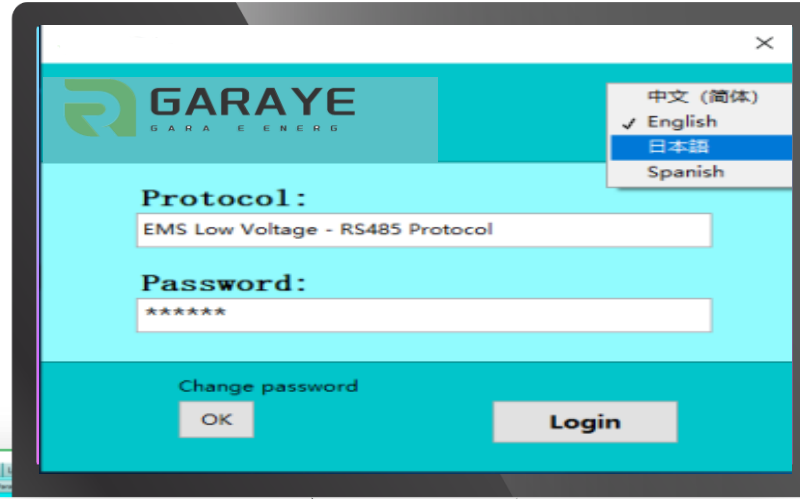 GARAYE
GARA E ENERG
中文 (简体)
✓ English
日本語
Spanish
Protocol:
EMS Low Voltage - RS485 Protocol
Password:
******
Change password
OK
Login